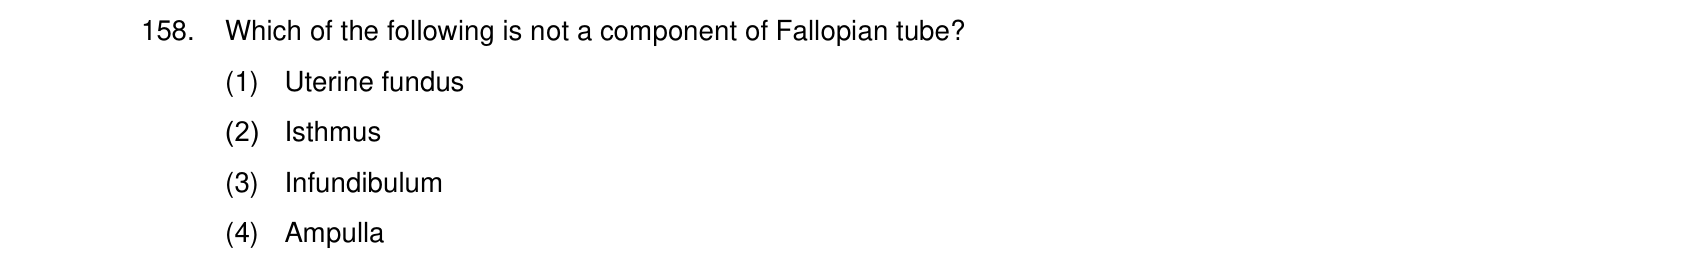 158. Which of the following is not a component of Fallopian tube?
(1) Uterine fundus
(2) Isthmus
(3) Infundibulum
(4) Ampulla